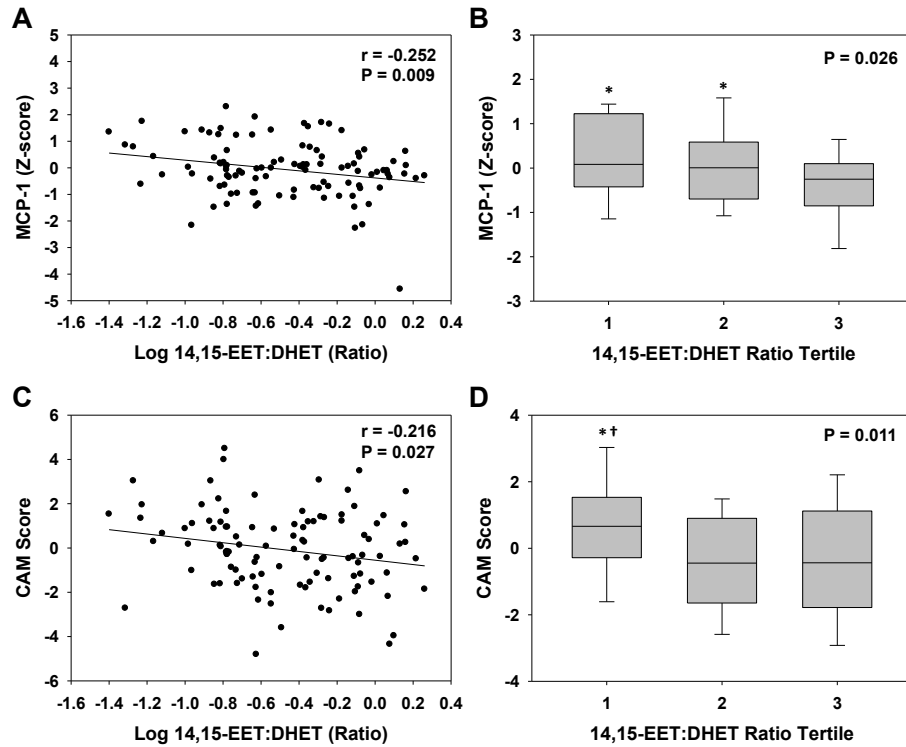 A
r = -0.252
P = 0.009
MCP-1 (Z-score)
5
4
3
2
1
0
-1
-2
-3
-4
-5
-1.6 -1.4 -1.2 -1.0 -0.8 -0.6 -0.4 -0.2 0.0 0.2 0.4
Log 14,15-EET:DHET (Ratio)
B
P = 0.026
* *
MCP-1 (Z-score)
3
2
1
0
-1
-2
-3
1 2 3
14,15-EET:DHET Ratio Tertile
C
r = -0.216
P = 0.027
CAM Score
6
4
2
0
-2
-4
-6
-1.6 -1.4 -1.2 -1.0 -0.8 -0.6 -0.4 -0.2 0.0 0.2 0.4
Log 14,15-EET:DHET (Ratio)
D
*† P = 0.011
CAM Score
4
2
0
-2
-4
1 2 3
14,15-EET:DHET Ratio Tertile